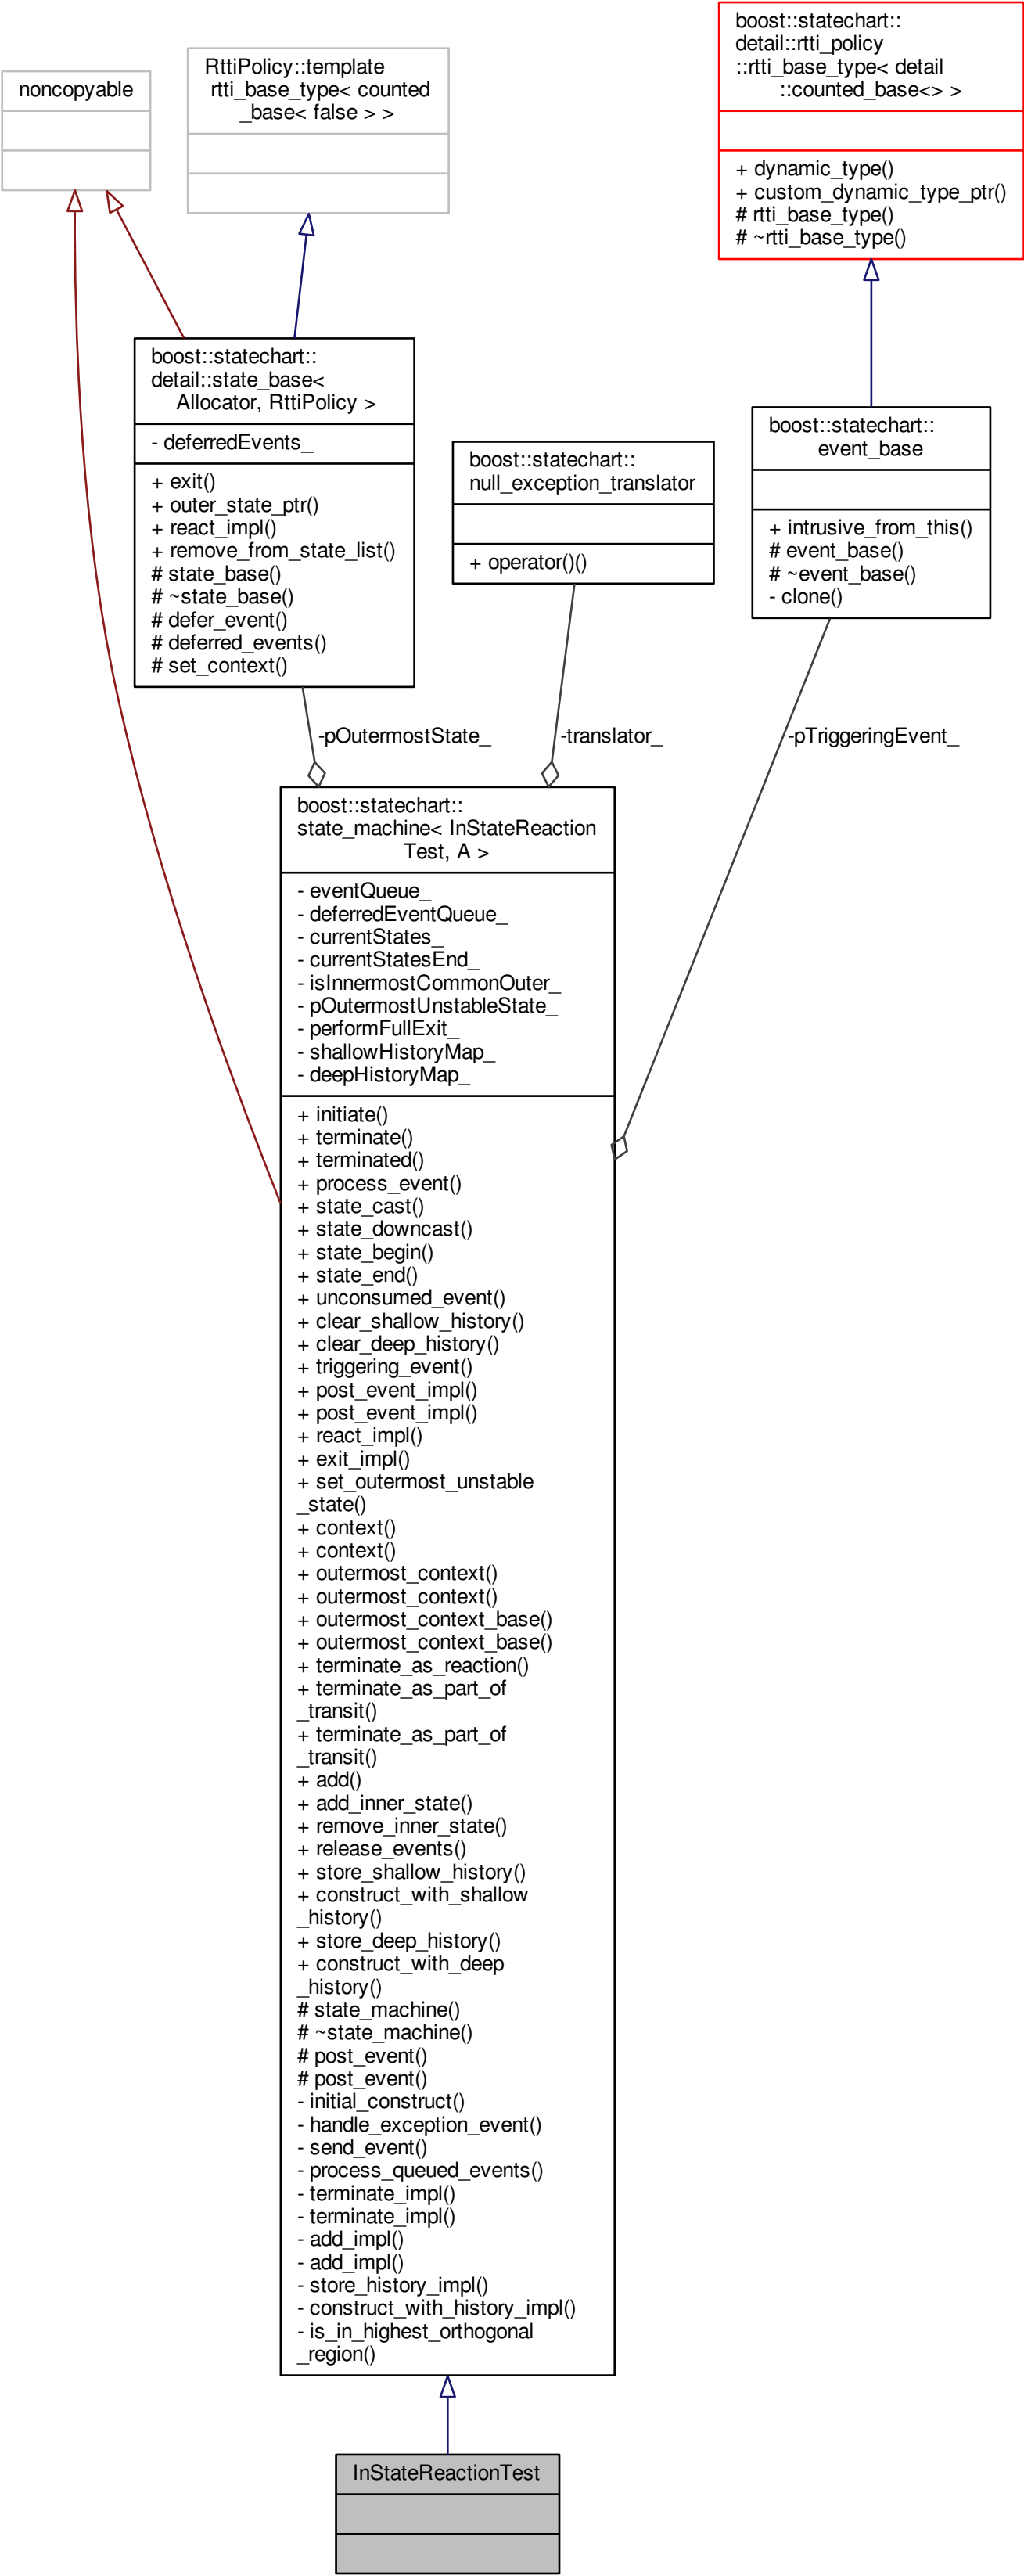 boost::statechart::
detail::rtti_policy
::rtti_base_type< detail
::counted_base<> >
+ dynamic_type()
+ custom_dynamic_type_ptr()
# rtti_base_type()
# ~rtti_base_type()
RttiPolicy::template
rtti_base_type< counted
_base< false > >
noncopyable
boost::statechart::
detail::state_base<
Allocator, RttiPolicy >
- deferredEvents_
+ exit()
+ outer_state_ptr()
+ react_impl()
+ remove_from_state_list()
# state_base()
# ~state_base()
# defer_event()
# deferred_events()
# set_context()
boost::statechart::
null_exception_translator
+ operator()()
boost::statechart::
event_base
+ intrusive_from_this()
# event_base()
# ~event_base()
- clone()
-pOutermostState_
-translator_
-pTriggeringEvent_
boost::statechart::
state_machine< InStateReaction
Test, A >
- eventQueue_
- deferredEventQueue_
- currentStates_
- currentStatesEnd_
- isInnermostCommonOuter_
- pOutermostUnstableState_
- performFullExit_
- shallowHistoryMap_
- deepHistoryMap_
+ initiate()
+ terminate()
+ terminated()
+ process_event()
+ state_cast()
+ state_downcast()
+ state_begin()
+ state_end()
+ unconsumed_event()
+ clear_shallow_history()
+ clear_deep_history()
+ triggering_event()
+ post_event_impl()
+ post_event_impl()
+ react_impl()
+ exit_impl()
+ set_outermost_unstable
_state()
+ context()
+ context()
+ outermost_context()
+ outermost_context()
+ outermost_context_base()
+ outermost_context_base()
+ terminate_as_reaction()
+ terminate_as_part_of
_transit()
+ terminate_as_part_of
_transit()
+ add()
+ add_inner_state()
+ remove_inner_state()
+ release_events()
+ store_shallow_history()
+ construct_with_shallow
_history()
+ store_deep_history()
+ construct_with_deep
_history()
# state_machine()
# ~state_machine()
# post_event()
# post_event()
- initial_construct()
- handle_exception_event()
- send_event()
- process_queued_events()
- terminate_impl()
- terminate_impl()
- add_impl()
- add_impl()
- store_history_impl()
- construct_with_history_impl()
- is_in_highest_orthogonal
_region()
InStateReactionTest